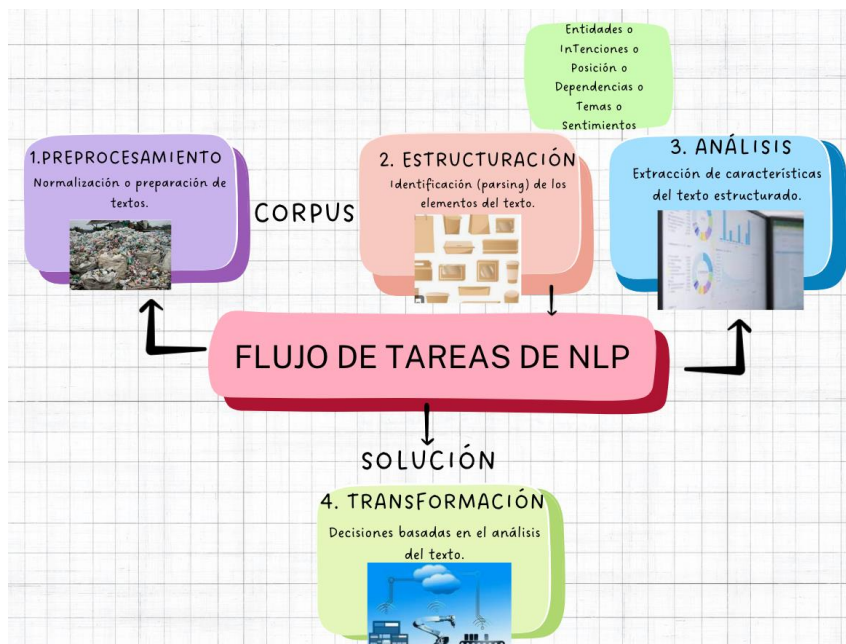 Entidades o
InTenciones o
Posición o
Dependencias o
Temas o
Sentimientos
1.PREPROCESAMIENTO
Normalización o preparación de
textos.
CORPUS
2. ESTRUCTURACIÓN
Identificación (parsing) de los
elementos del texto.
3. ANÁLISIS
Extracción de características
del texto estructurado.
FLUJO DE TAREAS DE NLP
SOLUCIÓN
4. TRANSFORMACIÓN
Decisiones basadas en el análisis
del texto.